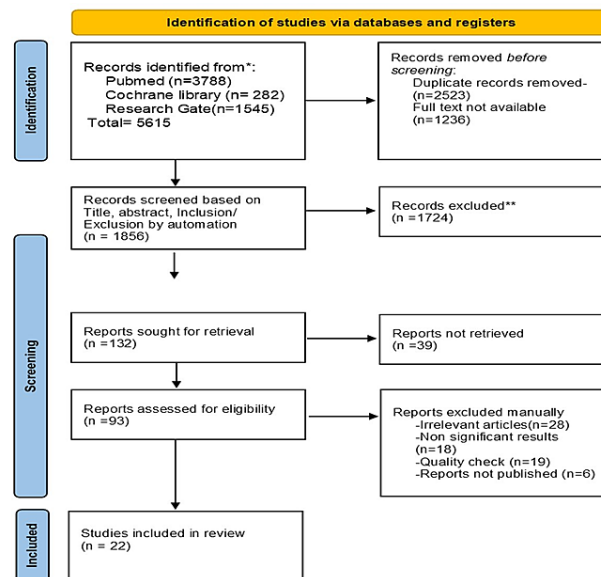 Identification of studies via databases and registers
Identification
Records identified from*:
Pubmed (n=3788)
Cochrane library (n= 282)
Research Gate(n=1545)
Total= 5615
Records removed before
screening:
Duplicate records removed-
(n=2523)
Full text not available
(n=1236)
Records screened based on
Title, abstract, Inclusion/
Exclusion by automation
(n = 1856)
Records excluded**
(n =1724)
Screening
Reports sought for retrieval
(n =132)
Reports not retrieved
(n =39)
Reports assessed for eligibility
(n =93)
Reports excluded manually
-Irrelevant articles(n=28)
-Non significant results
(n=18)
-Quality check (n=19)
-Reports not published (n=6)
Included
Studies included in review
(n = 22)